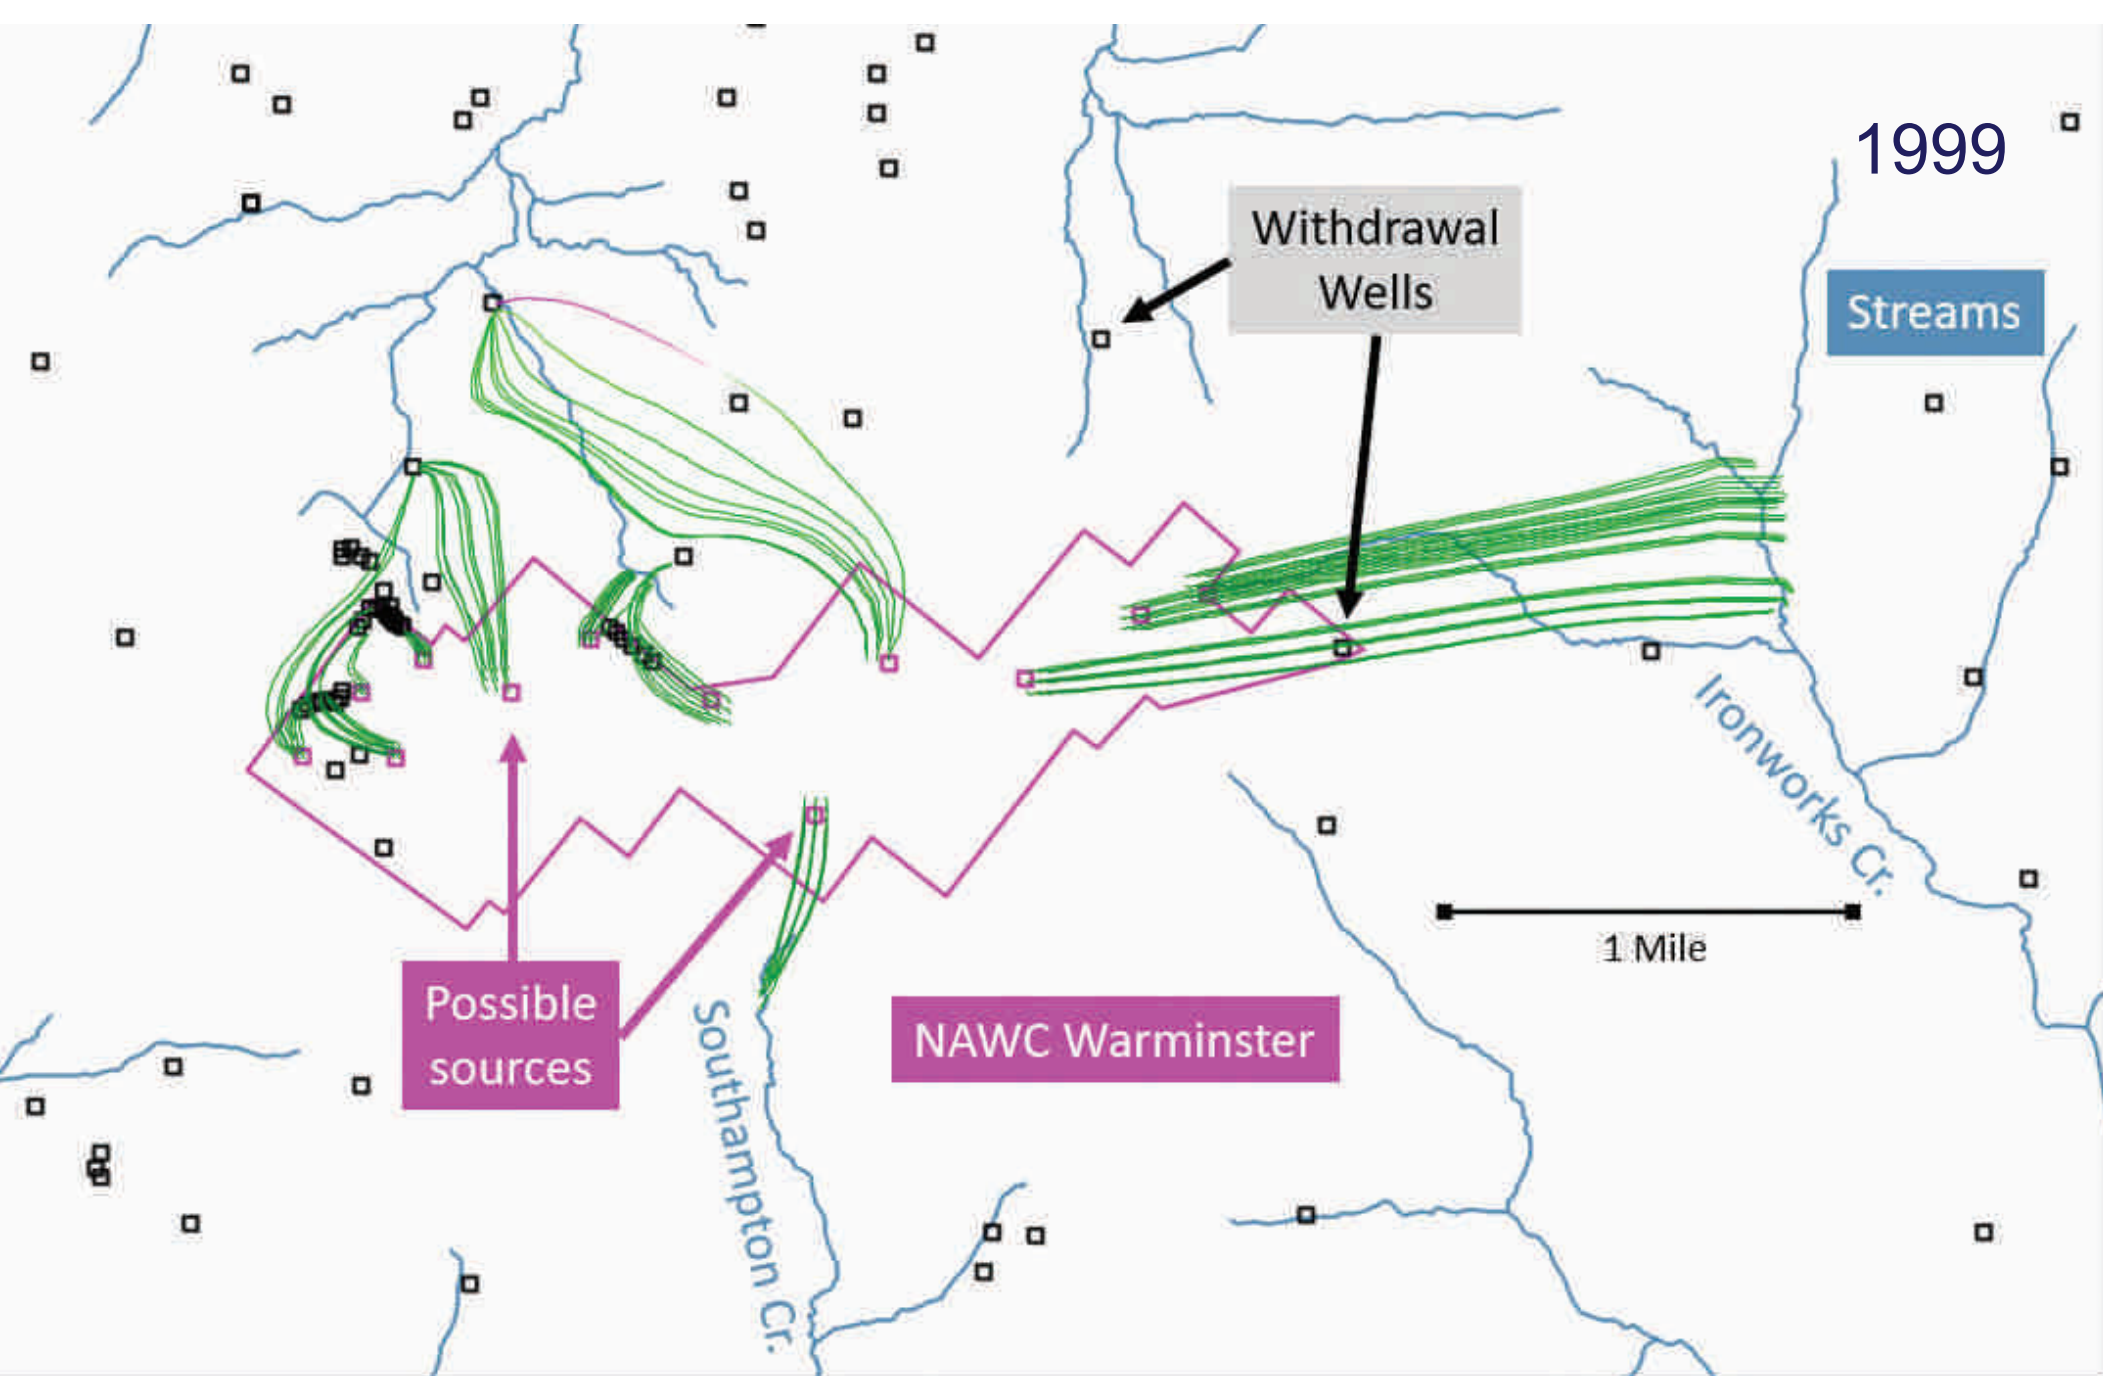 1999
Withdrawal
Wells
Streams
Ironworks Cr.
1 Mile
Possible
sources
NAWC Warminster
Southampton Cr.